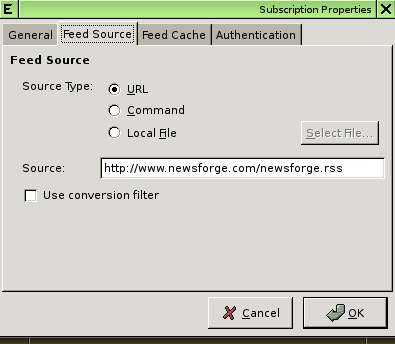 E Subscription Properties X
General Feed Source Feed Cache Authentication
Feed Source
Source Type: URL
Command
Local File Select File...
Source: http://www.newsforge.com/newsforge.rss
Use conversion filter
Cancel OK